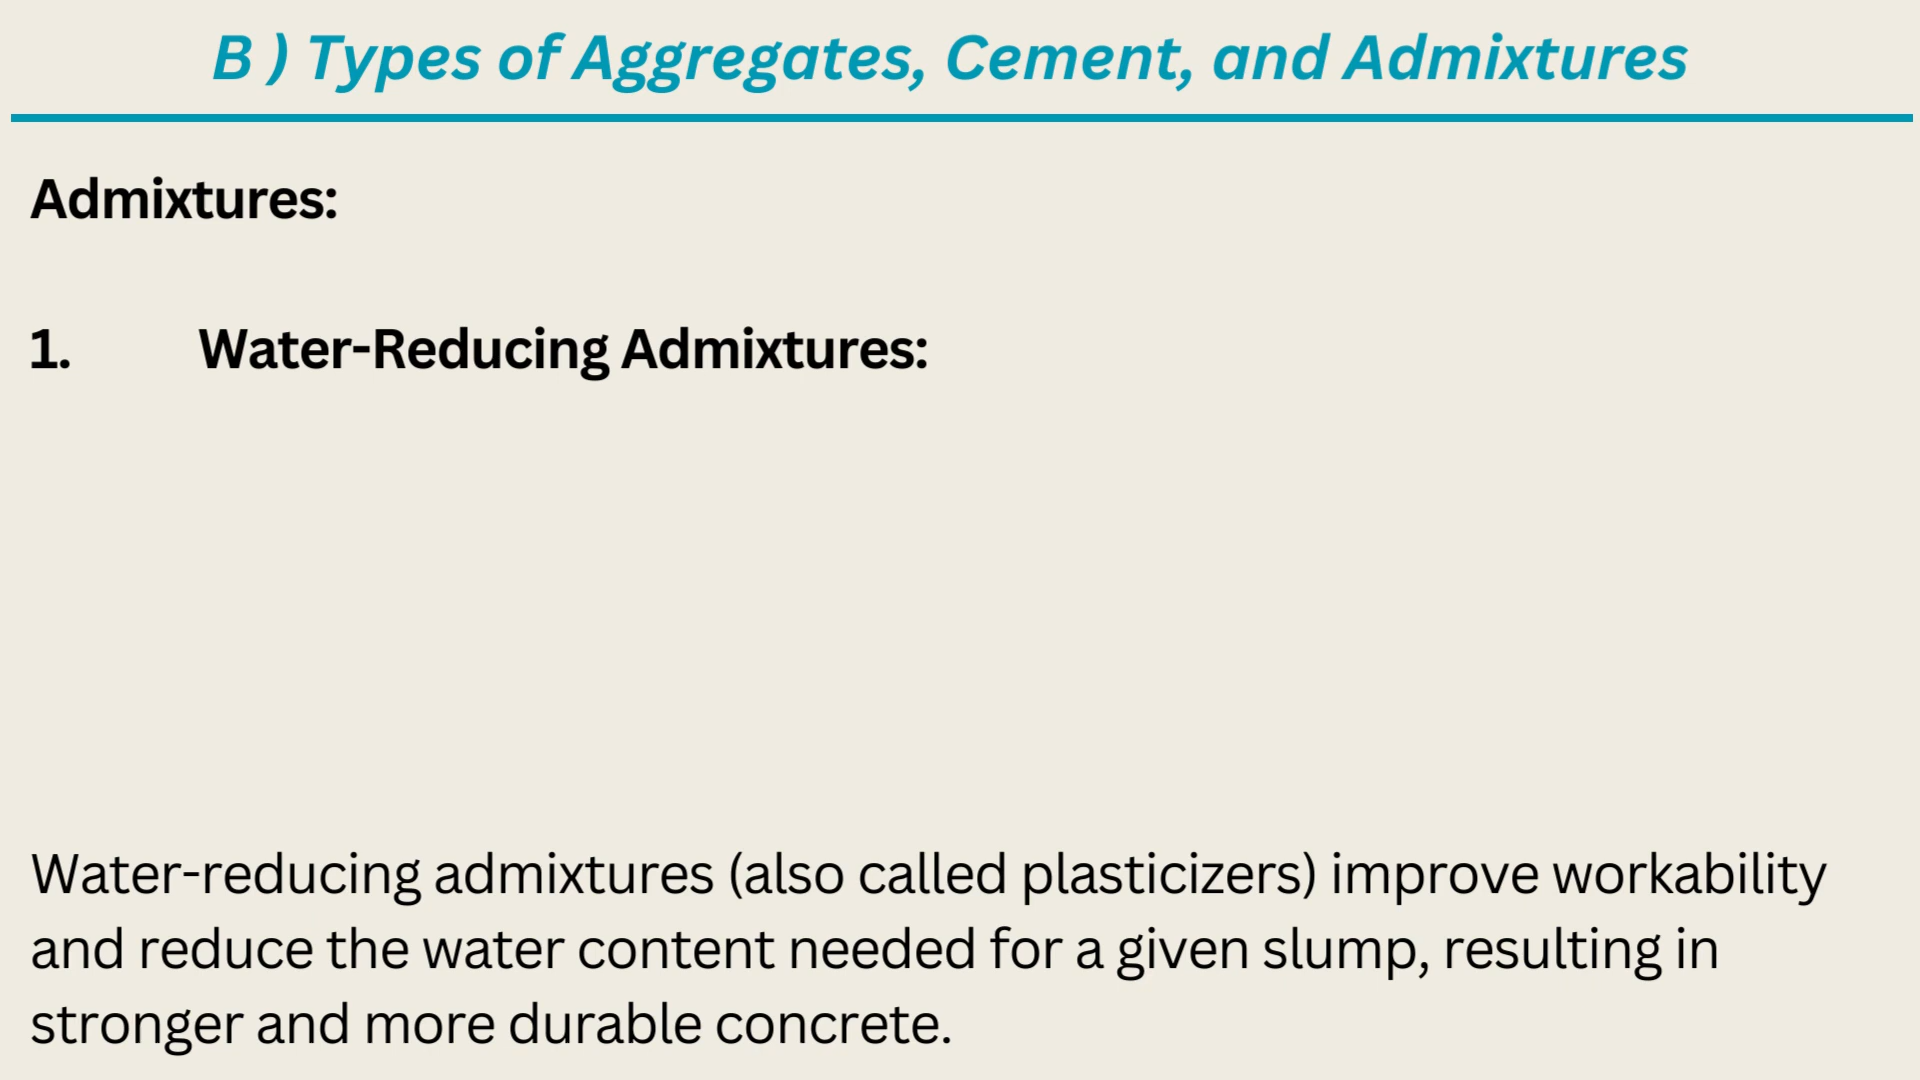 B ) Types of Aggregates, Cement, and Admixtures
Admixtures:
1. Water-Reducing Admixtures:
Water-reducing admixtures (also called plasticizers) improve workability
and reduce the water content needed for a given slump, resulting in
stronger and more durable concrete.